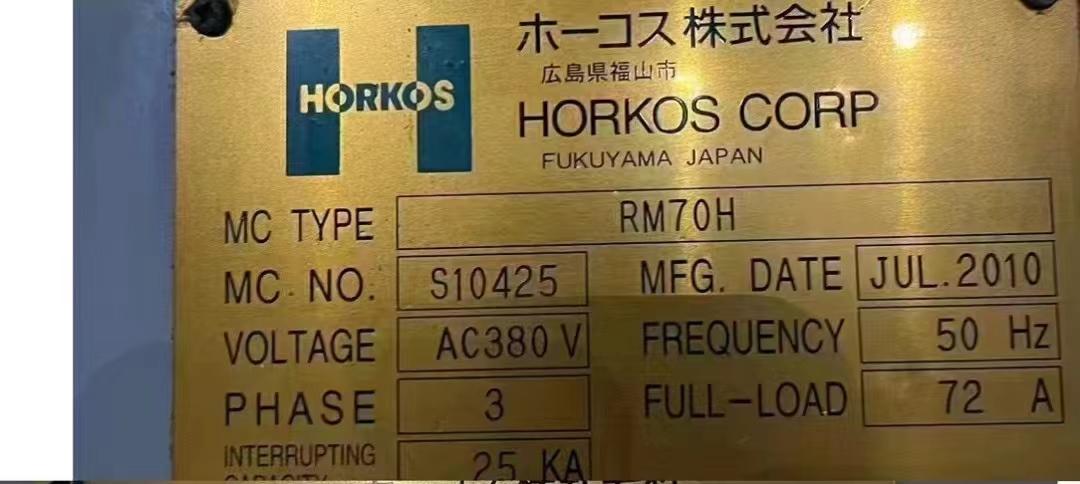 HORKOS
ホーコス株式会社
広島県福山市
HORKOS CORP
FUKUYAMA JAPAN
MC TYPE RM70H
MC NO. S10425 MFG. DATE JUL.2010
VOLTAGE AC380 V FREQUENCY 50 Hz
PHASE 3 FULL-LOAD 72 A
INTERRUPTING 25 KA
CAPACITY